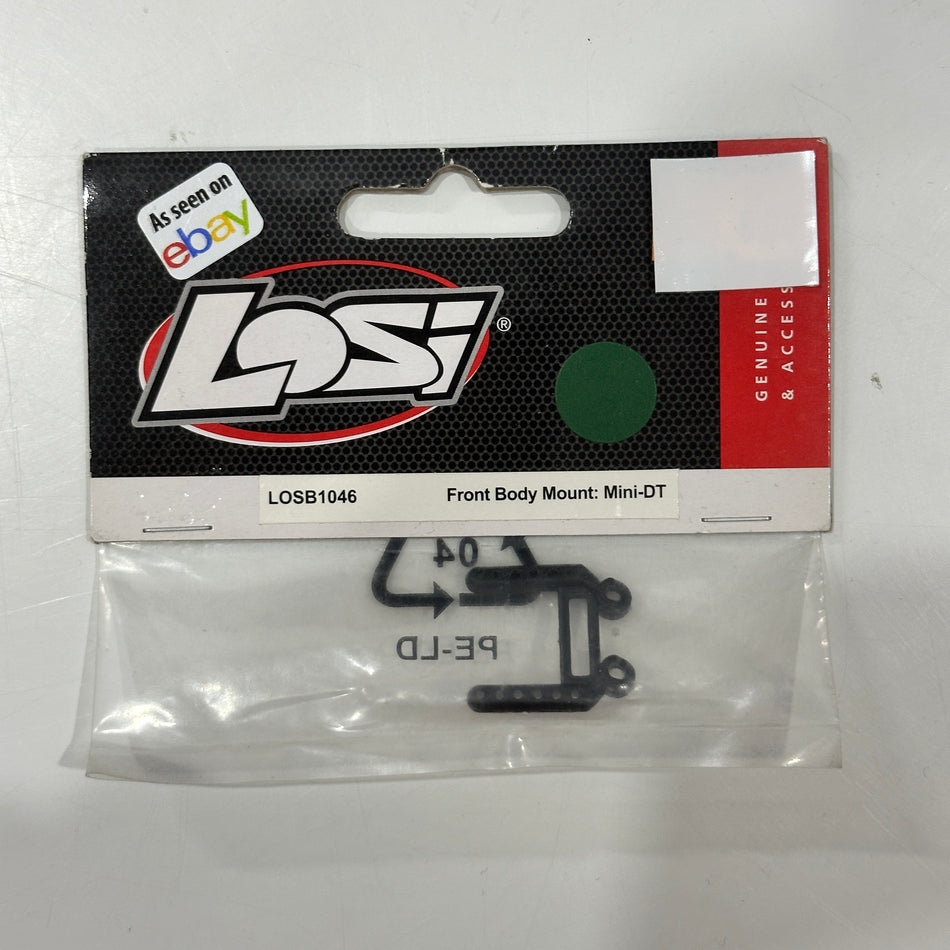 As seen on
ebay
Losi®
GENUINE
& ACCESS
LOSB1046 Front Body Mount: Mini-DT
04
PE-LD